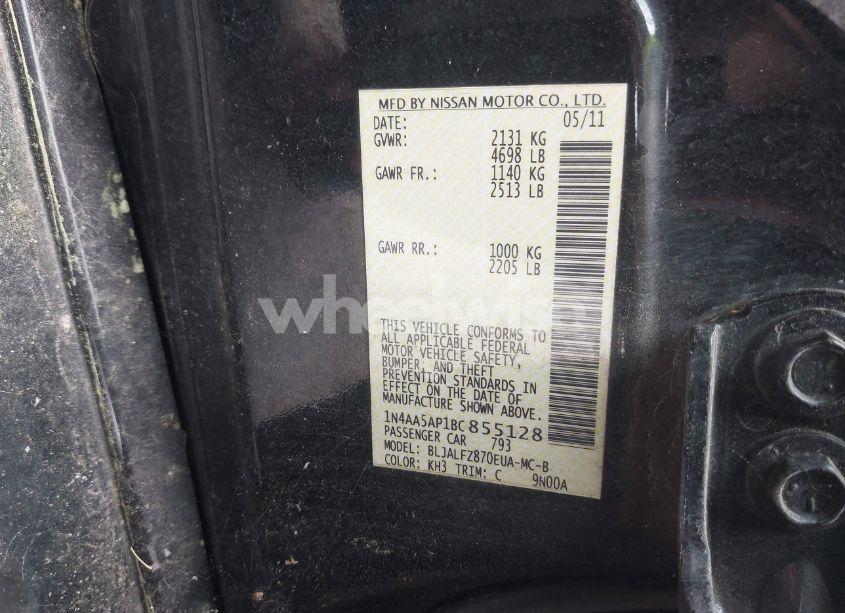 MFD BY NISSAN MOTOR CO., LTD.
DATE: 05/11
GVWR: 2131 KG
4698 LB
GAWR FR.: 1140 KG
2513 LB
GAWR RR.: 1000 KG
2205 LB
wheelwise
THIS VEHICLE CONFORMS TO
ALL APPLICABLE FEDERAL
MOTOR VEHICLE SAFETY,
BUMPER, AND THEFT
PREVENTION STANDARDS IN
EFFECT ON THE DATE OF
MANUFACTURE SHOWN ABOVE.
1N4AA5AP1BC855128
PASSENGER CAR 793
MODEL: BLJALFZ870EUA-MC-B
COLOR: KH3 TRIM: C 9N00A